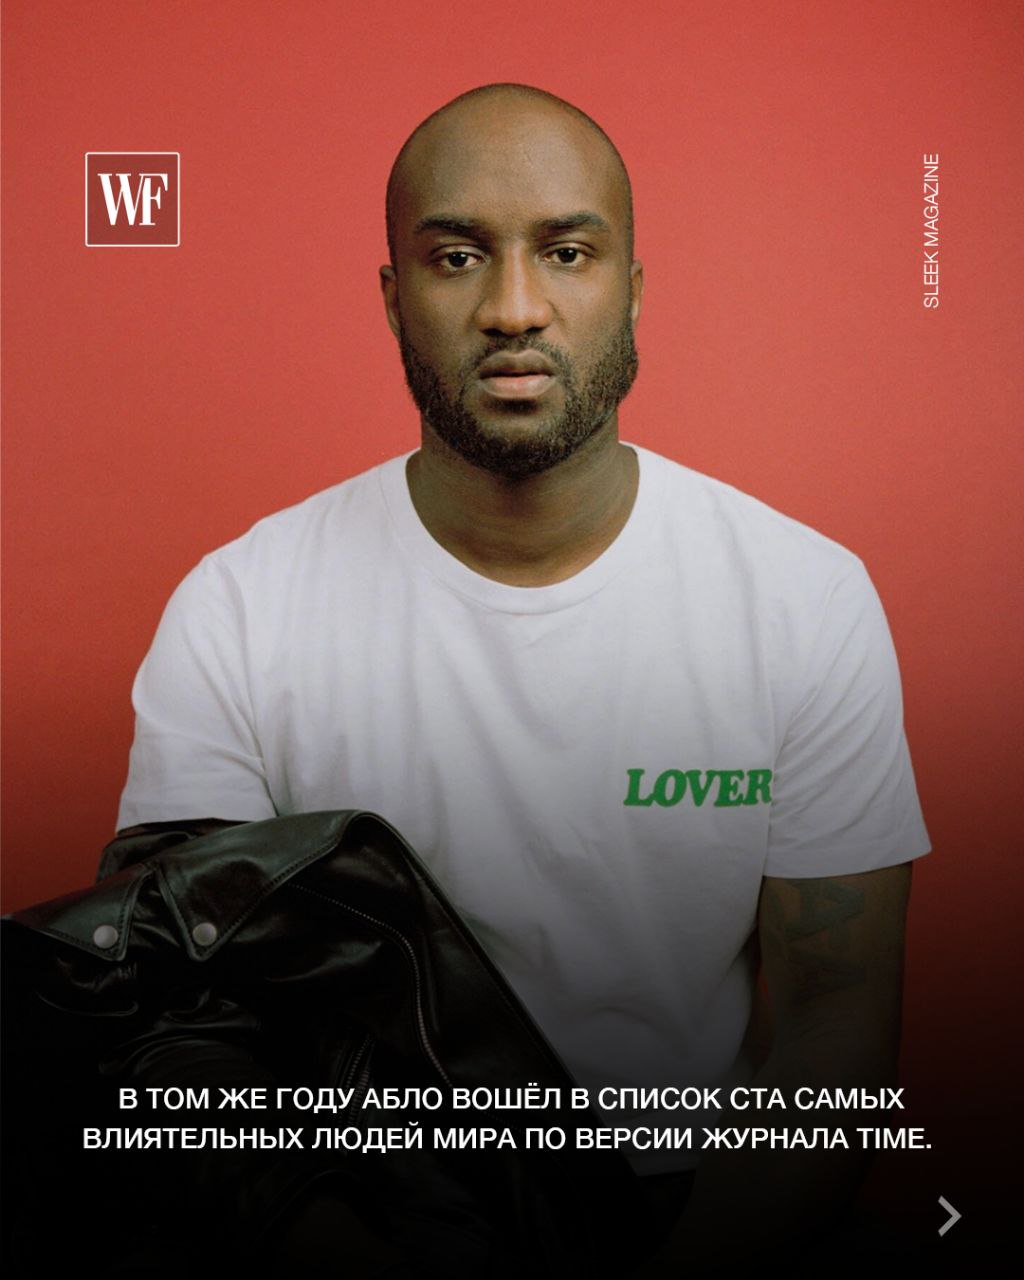 WF
SLEEK MAGAZINE
LOVER
В ТОМ ЖЕ ГОДУ АБЛО ВОШЁЛ В СПИСОК СТА САМЫХ
ВЛИЯТЕЛЬНЫХ ЛЮДЕЙ МИРА ПО ВЕРСИИ ЖУРНАЛА TIME.